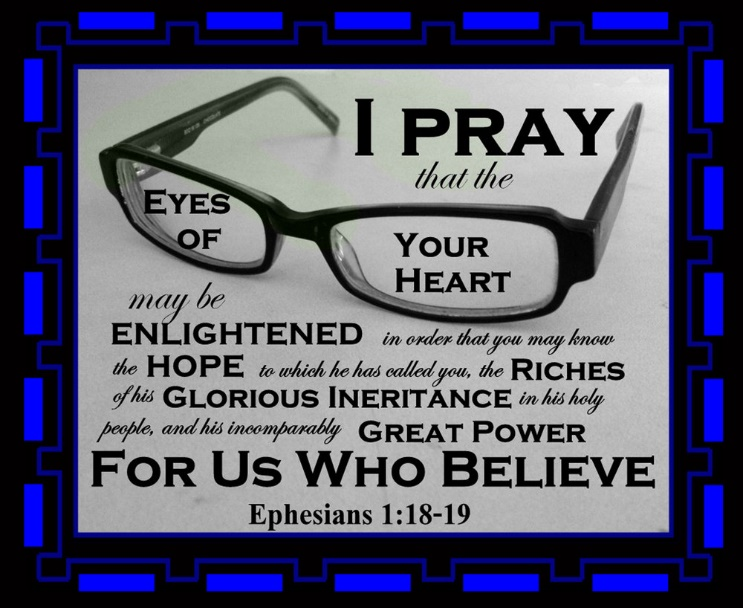 I PRAY
that the
EYES
OF
YOUR
HEART
may be
ENLIGHTENED in order that you may know
the HOPE to which he has called you, the RICHES
of his GLORIOUS INERITANCE in his holy
people, and his incomparably GREAT POWER
FOR US WHO BELIEVE
Ephesians 1:18-19